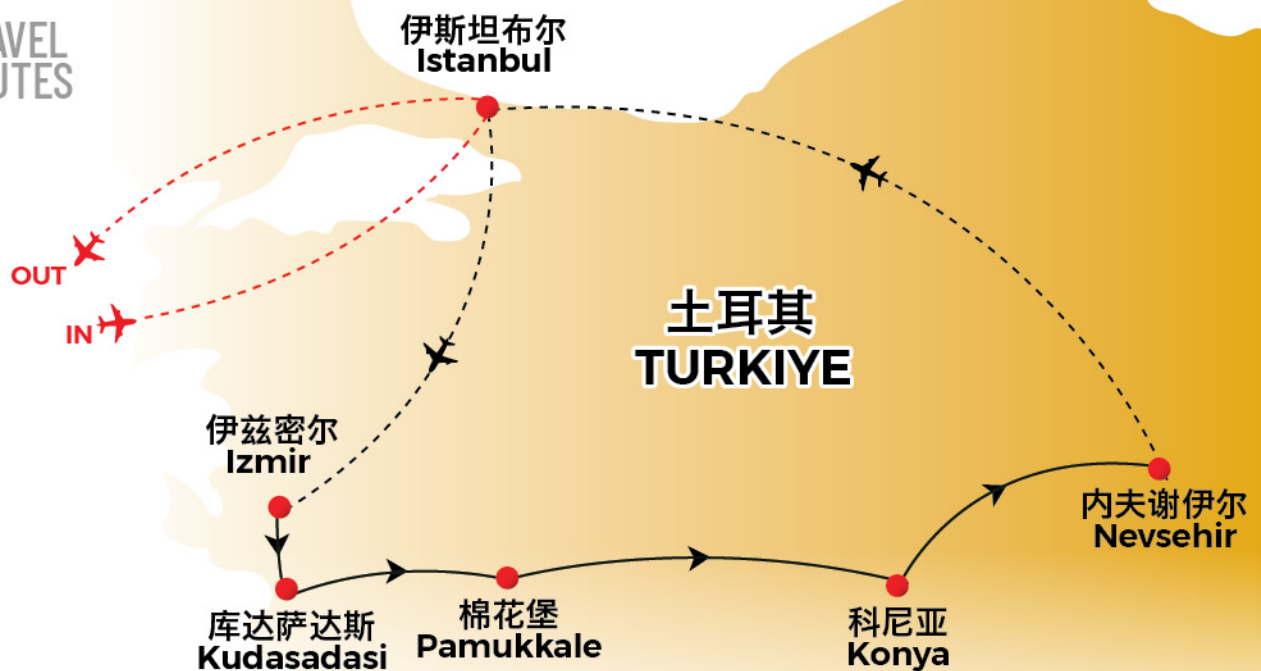 AVEL
UTES
伊斯坦布尔
Istanbul
OUT
IN
土耳其
TURKIYE
伊兹密尔
Izmir
内夫谢伊尔
Nevsehir
库达萨达斯
Kudasadasi
棉花堡
Pamukkale
科尼亚
Konya